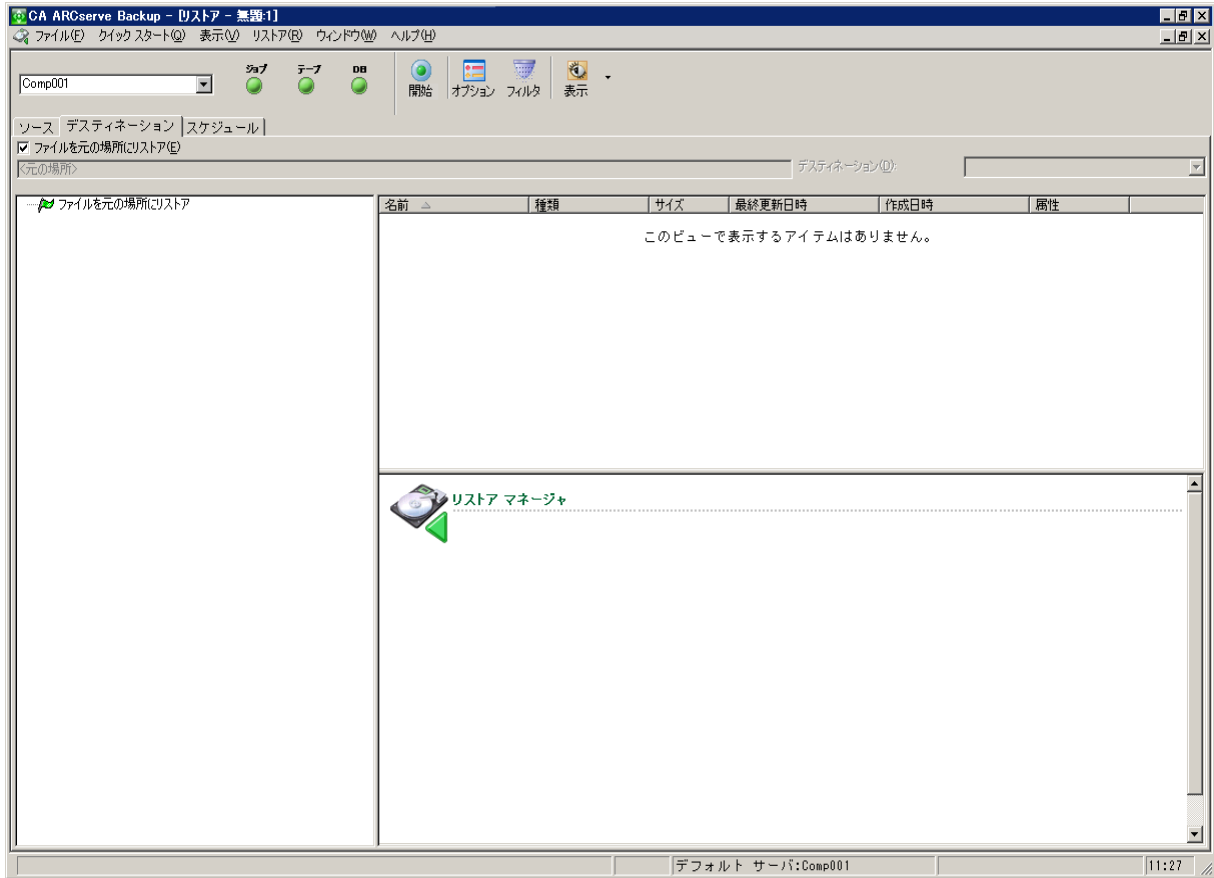 CA ARCserve Backup - [リストア - 無題:1]
ファイル(F) クイック スタート(Q) 表示(V) リストア(R) ウィンドウ(W) ヘルプ(H)
Comp001
ジョブ テープ DB
開始 オプション フィルタ 表示
ソース デスティネーション スケジュール
ファイルを元の場所にリストア(E)
<元の場所> デスティネーション(D):
ファイルを元の場所にリストア
名前 種類 サイズ 最終更新日時 作成日時 属性
このビューで表示するアイテムはありません。
リストア マネージャ
デフォルト サーバ:Comp001 11:27